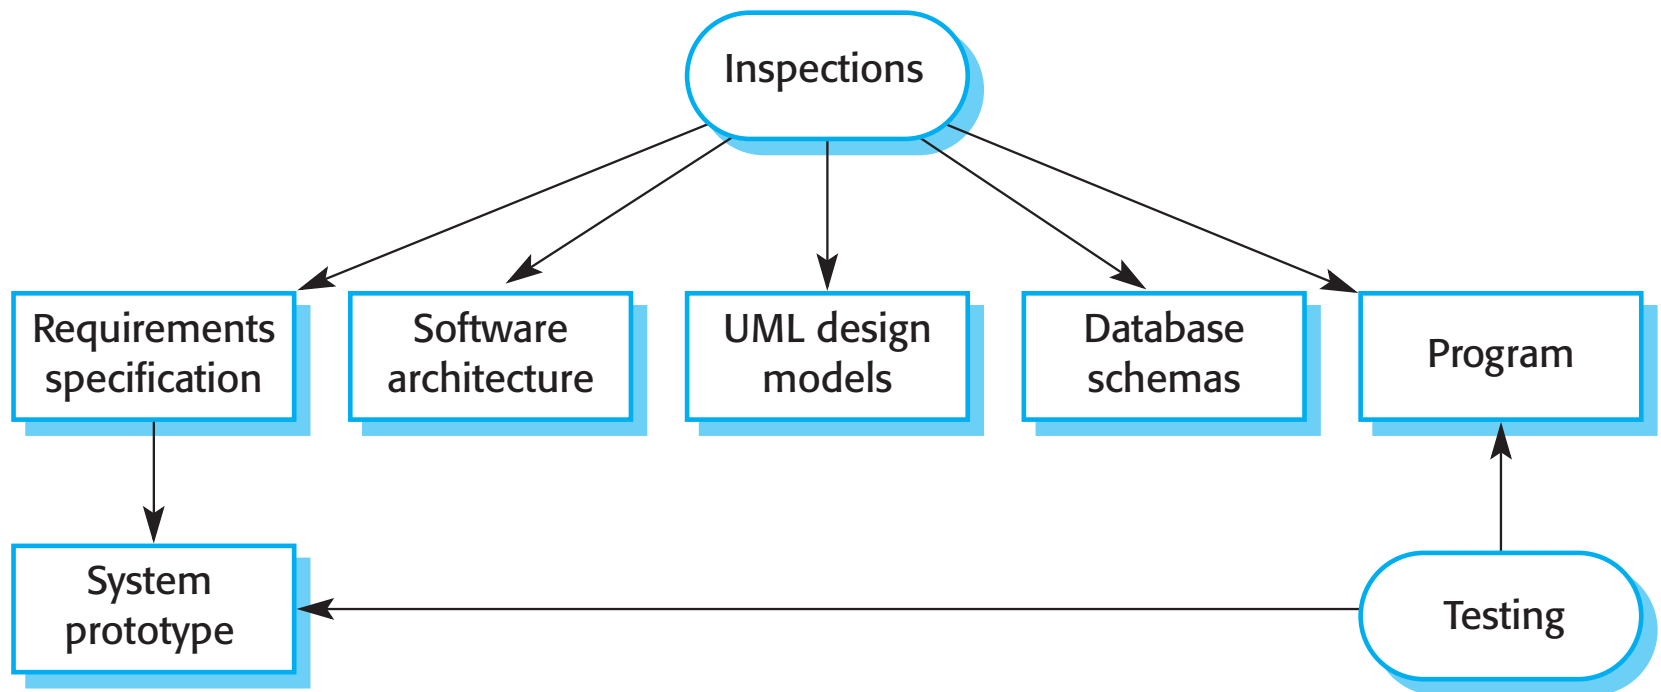 Inspections
Requirements
specification
Software
architecture
UML design
models
Database
schemas
Program
System
prototype
Testing